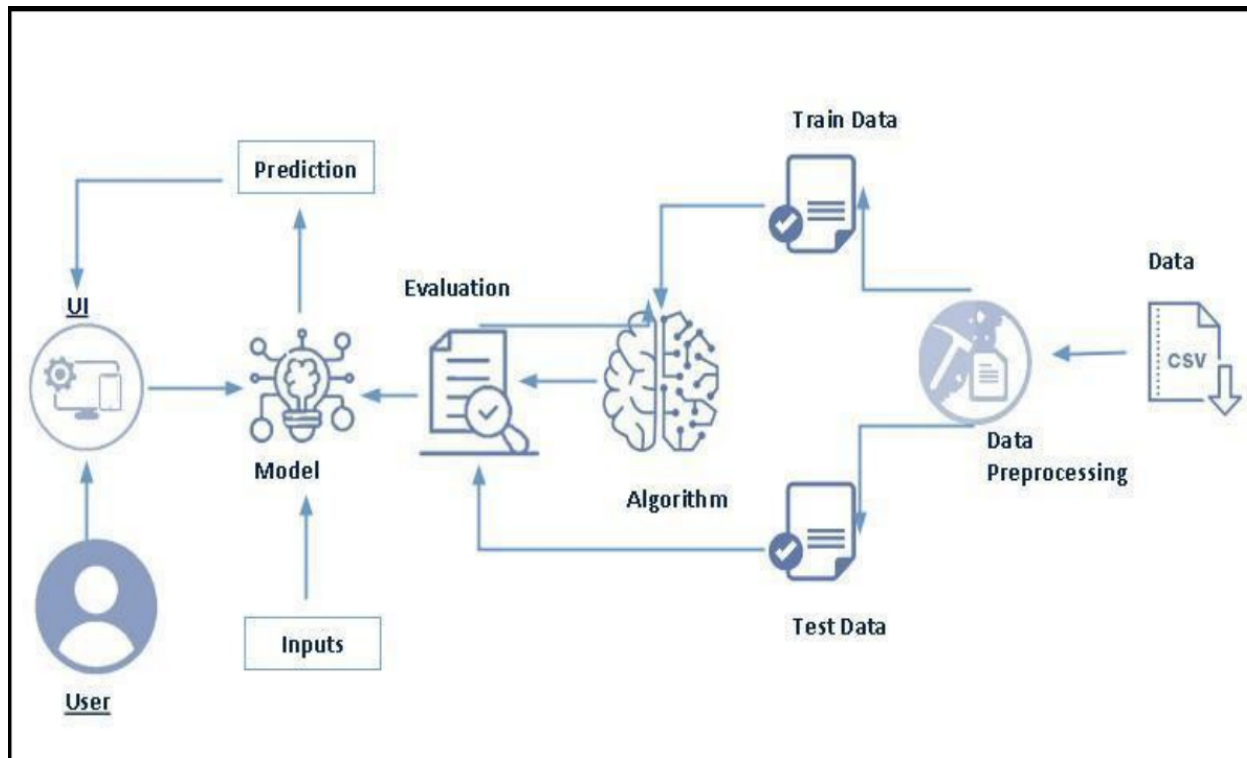 Train Data
Prediction
Data
Evaluation
UI
CSV
Data
Preprocessing
Model
Algorithm
Test Data
Inputs
User